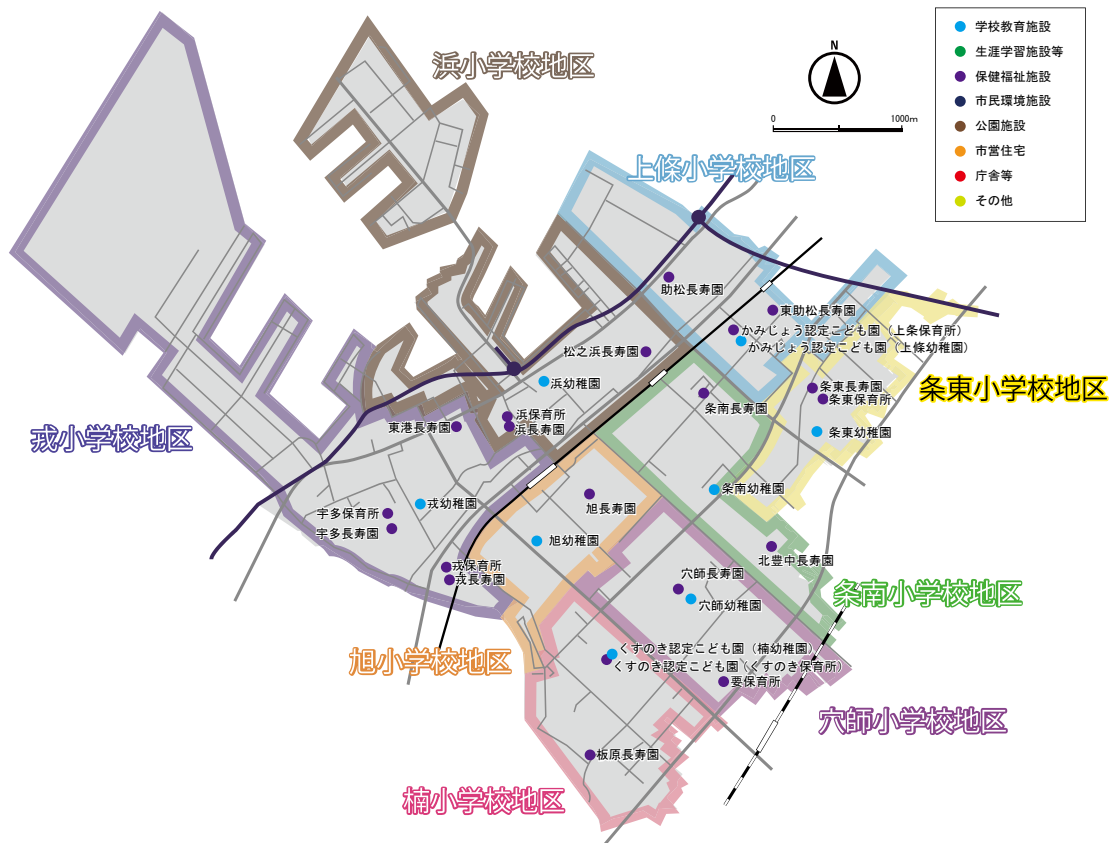 浜小学校地区
上條小学校地区
条東小学校地区
戎小学校地区
条南小学校地区
旭小学校地区
穴師小学校地区
楠小学校地区
N
0
1000m
学校教育施設
生涯学習施設等
保健福祉施設
市民環境施設
公園施設
市営住宅
庁舎等
その他
助松長寿園
東助松長寿園
かみじょう認定こども園（上条保育所）
かみじょう認定こども園（上條幼稚園）
松之浜長寿園
浜幼稚園
条東長寿園
条東保育所
条南長寿園
浜保育所
浜長寿園
東港長寿園
条東幼稚園
条南幼稚園
旭長寿園
戎幼稚園
宇多保育所
宇多長寿園
旭幼稚園
北豊中長寿園
戎保育所
戎長寿園
穴師長寿園
穴師幼稚園
くすのき認定こども園（楠幼稚園）
くすのき認定こども園（くすのき保育所）
要保育所
板原長寿園